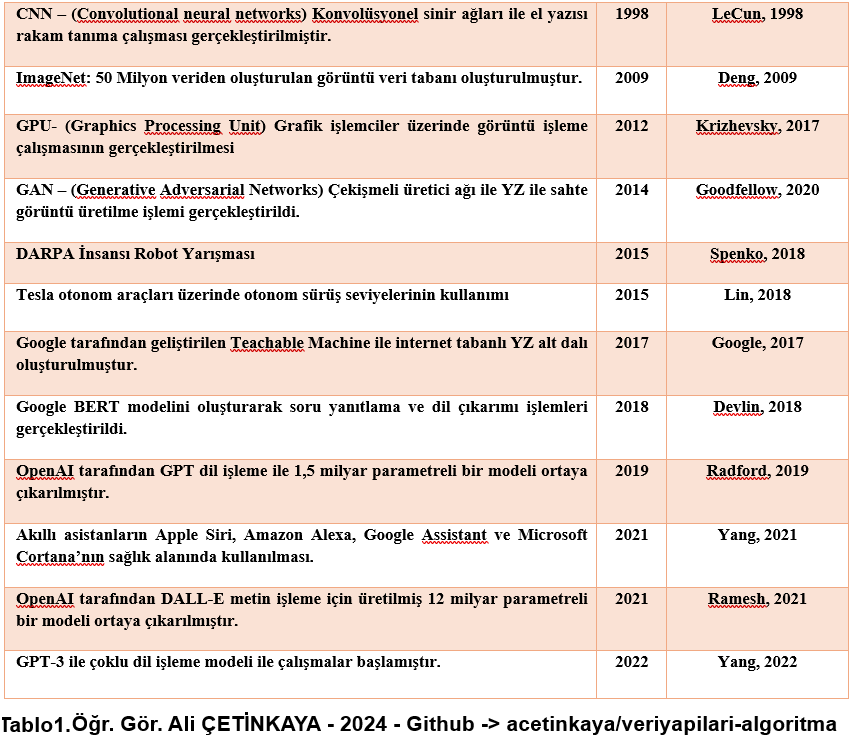 CNN – (Convolutional neural networks) Konvolüsyonel sinir ağları ile el yazısı 1998 LeCun, 1998
rakam tanıma çalışması gerçekleştirilmiştir.
ImageNet: 50 Milyon veriden oluşturulan görüntü veri tabanı oluşturulmuştur. 2009 Deng, 2009
GPU- (Graphics Processing Unit) Grafik işlemciler üzerinde görüntü işleme 2012 Krizhevsky, 2017
çalışmasının gerçekleştirilmesi
GAN – (Generative Adversarial Networks) Çekişmeli üretici ağı ile YZ ile sahte 2014 Goodfellow, 2020
görüntü üretilme işlemi gerçekleştirildi.
DARPA İnsansı Robot Yarışması 2015 Spenko, 2018
Tesla otonom araçları üzerinde otonom sürüş seviyelerinin kullanımı 2015 Lin, 2018
Google tarafından geliştirilen Teachable Machine ile internet tabanlı YZ alt dalı 2017 Google, 2017
oluşturulmuştur.
Google BERT modelini oluşturarak soru yanıtlama ve dil çıkarımı işlemleri 2018 Devlin, 2018
gerçekleştirildi.
OpenAI tarafından GPT dil işleme ile 1,5 milyar parametreli bir modeli ortaya 2019 Radford, 2019
çıkarılmıştır.
Akıllı asistanların Apple Siri, Amazon Alexa, Google Assistant ve Microsoft 2021 Yang, 2021
Cortana’nın sağlık alanında kullanılması.
OpenAI tarafından DALL-E metin işleme için üretilmiş 12 milyar parametreli 2021 Ramesh, 2021
bir modeli ortaya çıkarılmıştır.
GPT-3 ile çoklu dil işleme modeli ile çalışmalar başlamıştır. 2022 Yang, 2022
Tablo1.Öğr. Gör. Ali ÇETİNKAYA - 2024 - Github -> acetinkaya/veriyapilari-algoritma